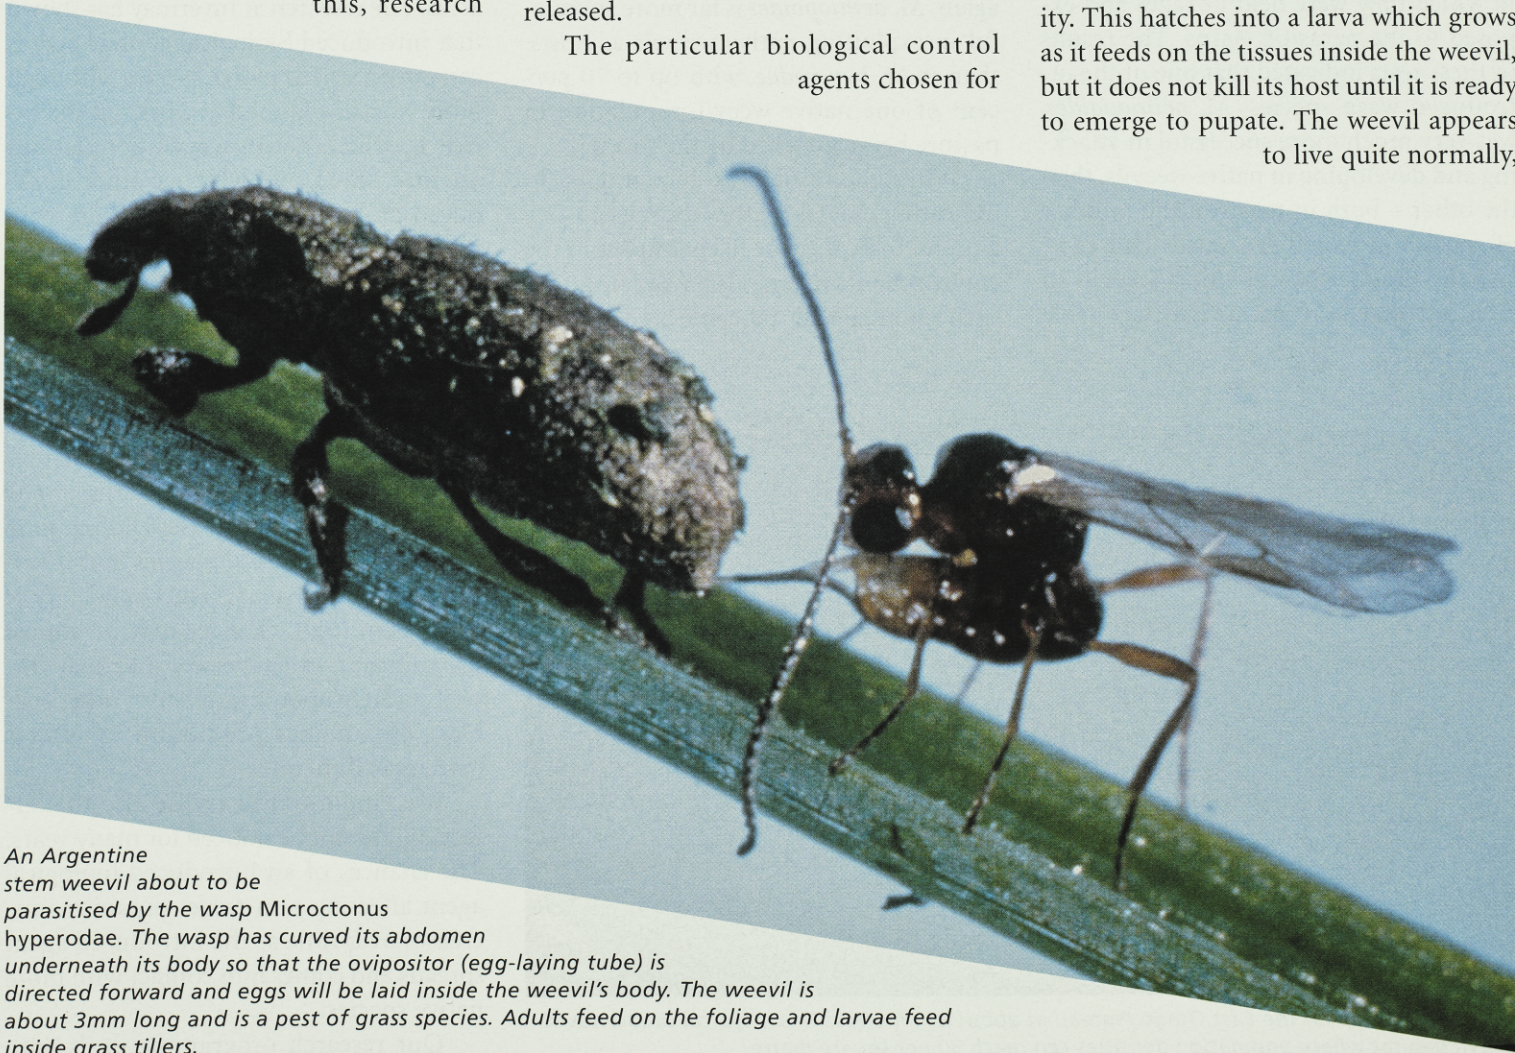 this, research
released.
The particular biological control
agents chosen for
ity. This hatches into a larva which grows
as it feeds on the tissues inside the weevil,
but it does not kill its host until it is ready
to emerge to pupate. The weevil appears
to live quite normally,
An Argentine
stem weevil about to be
parasitised by the wasp Microctonus
hyperodae. The wasp has curved its abdomen
underneath its body so that the ovipositor (egg-laying tube) is
directed forward and eggs will be laid inside the weevil's body. The weevil is
about 3mm long and is a pest of grass species. Adults feed on the foliage and larvae feed
inside grass tillers.